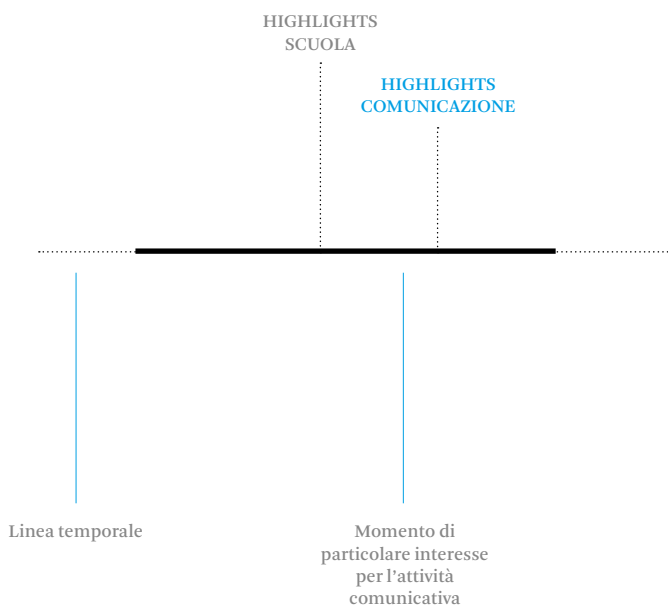 HIGHLIGHTS
SCUOLA
HIGHLIGHTS
COMUNICAZIONE
Linea temporale
Momento di
particolare interesse
per l'attività
comunicativa